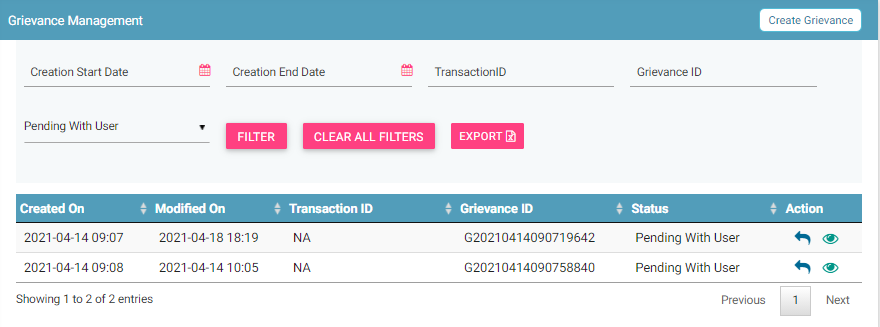 Grievance Management Create Grievance
Creation Start Date Creation End Date TransactionID Grievance ID
Pending With User FILTER CLEAR ALL FILTERS EXPORT
Created On Modified On Transaction ID Grievance ID Status Action
2021-04-14 09:07 2021-04-18 18:19 NA G20210414090719642 Pending With User
2021-04-14 09:08 2021-04-14 10:05 NA G20210414090758840 Pending With User
Showing 1 to 2 of 2 entries Previous 1 Next